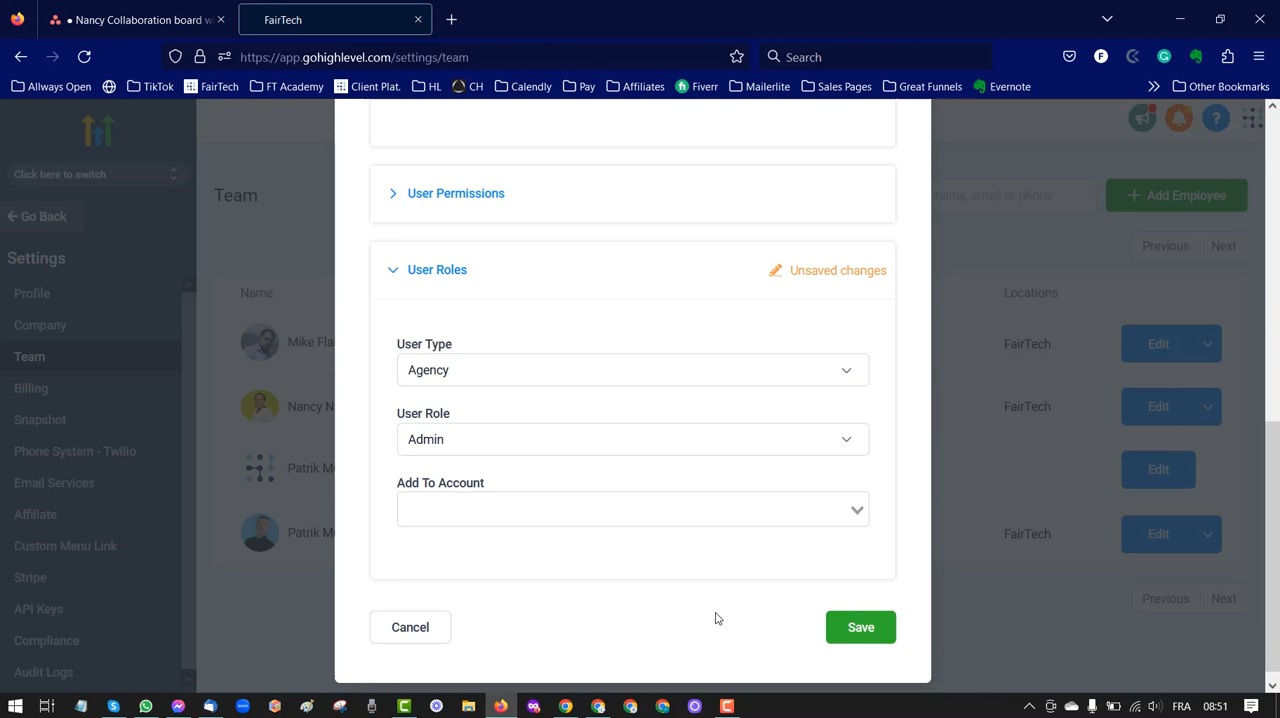 ● Nancy Collaboration board w
FairTech
https://app.gohighlevel.com/settings/team
Search
Allways Open
TikTok
FairTech
FT Academy
Client Plat.
HL
CH
Calendly
Pay
Affiliates
Fiverr
Mailerlite
Sales Pages
Great Funnels
Evernote
Other Bookmarks
Click here to switch
Go Back
Settings
Profile
Company
Team
Billing
Snapshot
Phone System - Twilio
Email Services
Affiliate
Custom Menu Link
Stripe
API Keys
Compliance
Audit Logs
Team
name, email or phone
+ Add Employee
Previous
Next
Name
Locations
Mike Fla
FairTech
Edit
Nancy N
FairTech
Edit
Patrik M
Edit
Patrik M
FairTech
Edit
Previous
Next
User Permissions
User Roles
Unsaved changes
User Type
Agency
User Role
Admin
Add To Account
Cancel
Save
FRA
08:51